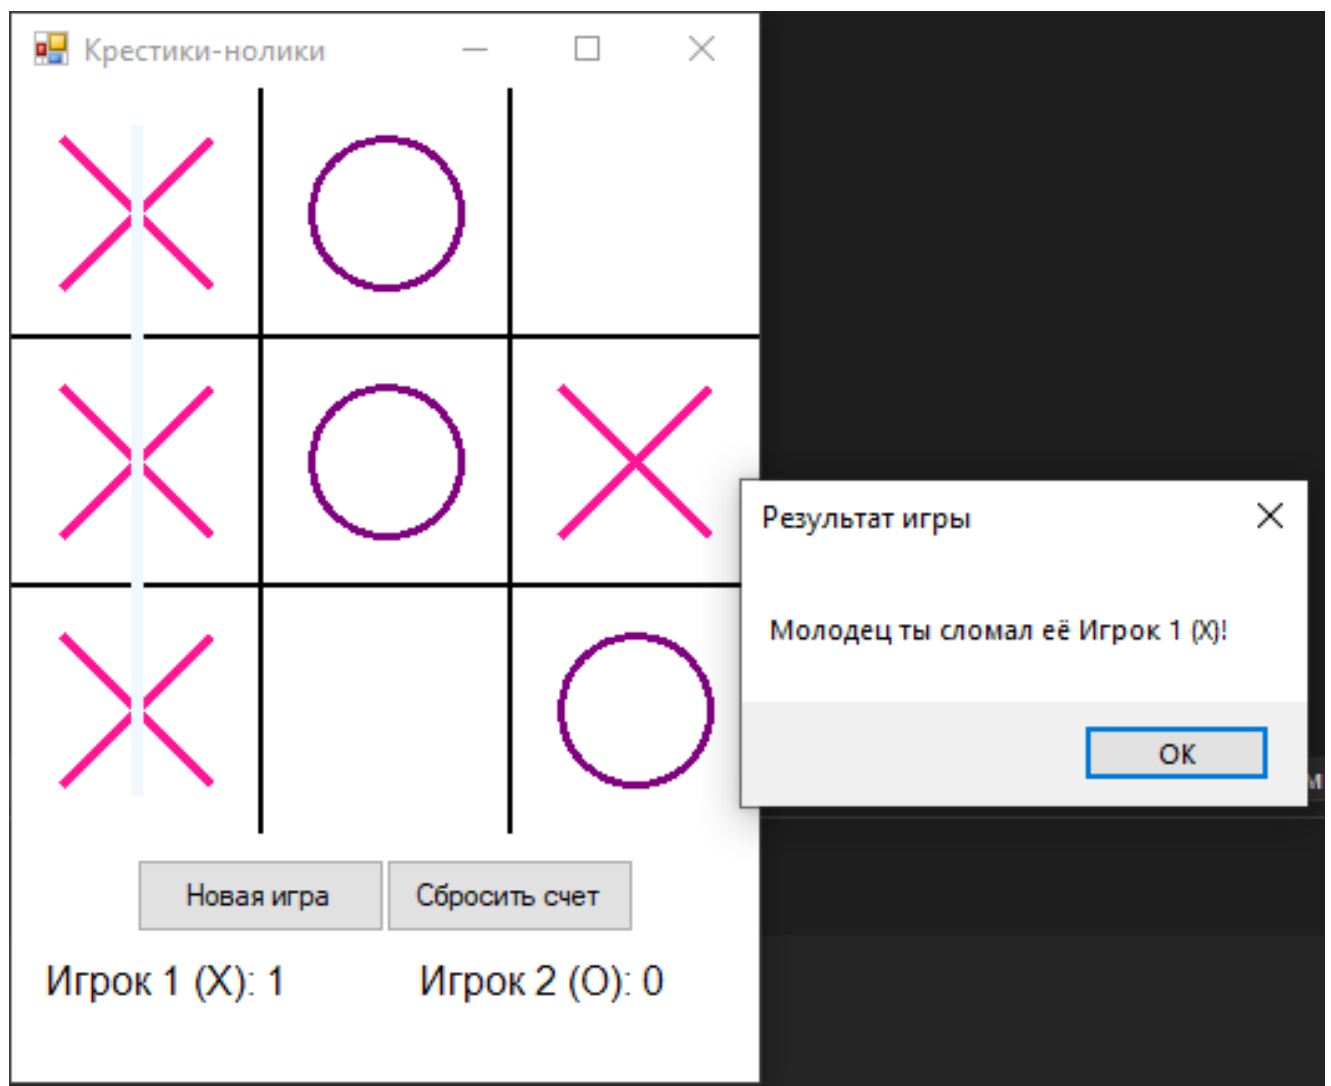 Крестики-нолики
Результат игры
Молодец ты сломал её Игрок 1 (X)!
ОК
Новая игра
Сбросить счет
Игрок 1 (X): 1
Игрок 2 (O): 0